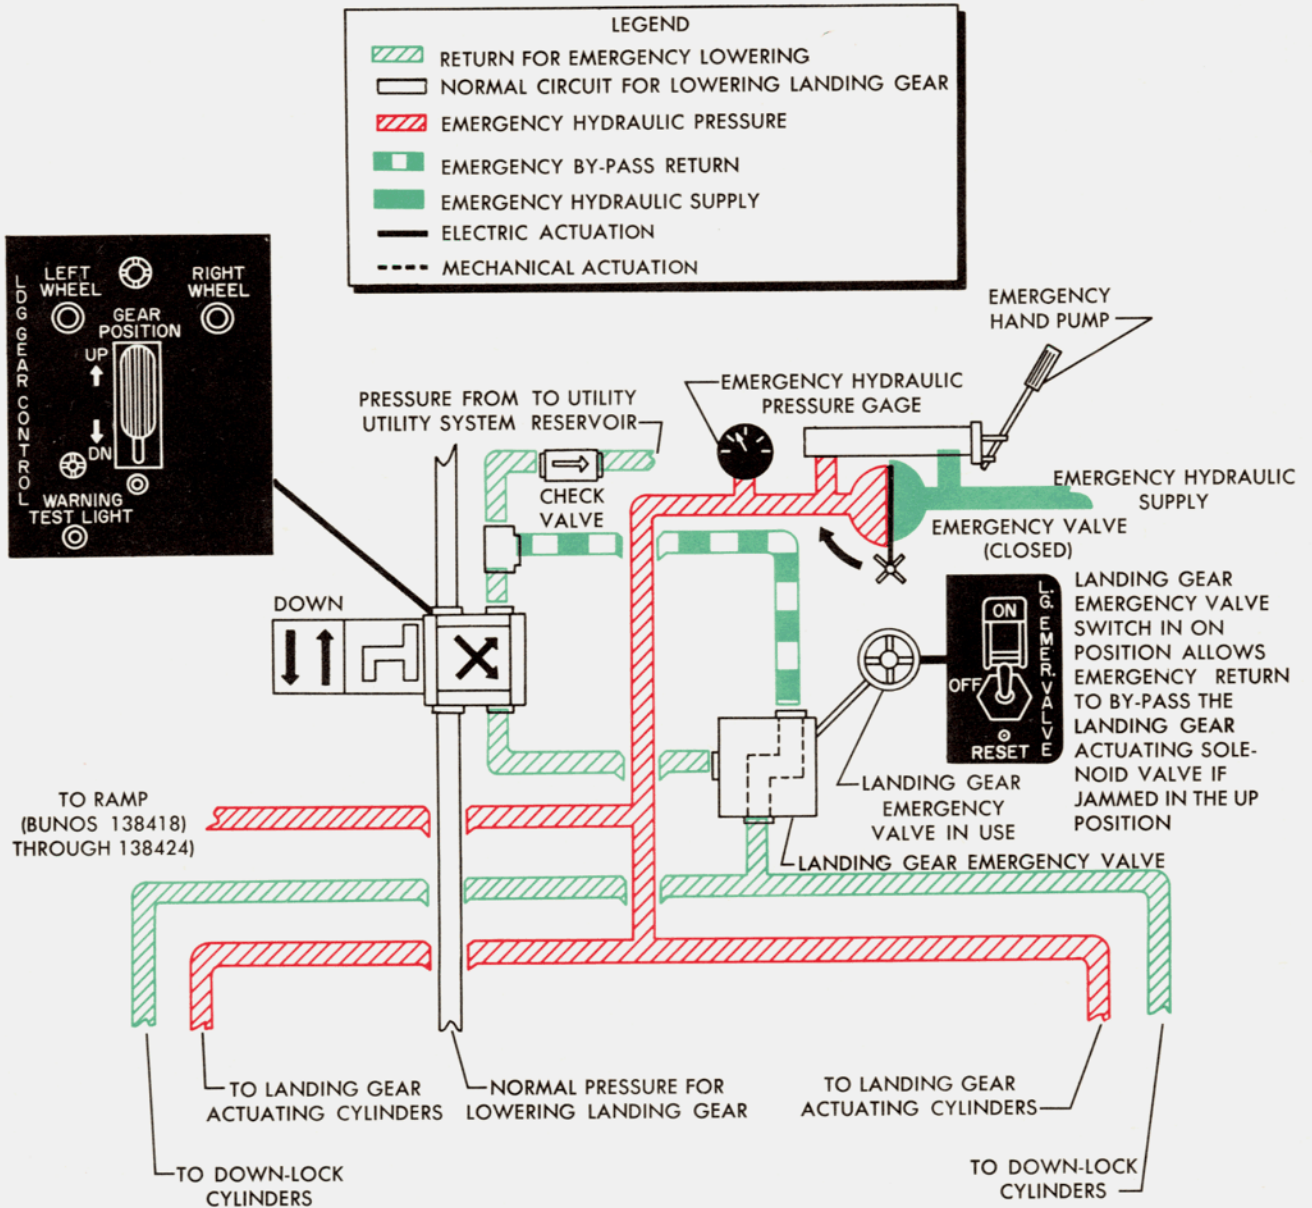 LEGEND
RETURN FOR EMERGENCY LOWERING
NORMAL CIRCUIT FOR LOWERING LANDING GEAR
EMERGENCY HYDRAULIC PRESSURE
EMERGENCY BY-PASS RETURN
EMERGENCY HYDRAULIC SUPPLY
ELECTRIC ACTUATION
MECHANICAL ACTUATION
LDG GEAR CONTROL
LEFT
WHEEL
RIGHT
WHEEL
GEAR
POSITION
UP
DN
WARNING
TEST LIGHT
EMERGENCY
HAND PUMP
PRESSURE FROM
UTILITY SYSTEM
TO UTILITY
RESERVOIR
EMERGENCY HYDRAULIC
PRESSURE GAGE
CHECK
VALVE
EMERGENCY HYDRAULIC
SUPPLY
EMERGENCY VALVE
(CLOSED)
DOWN
L.G. EMER. VALVE
ON
OFF
RESET
LANDING GEAR
EMERGENCY VALVE
SWITCH IN ON
POSITION ALLOWS
EMERGENCY RETURN
TO BY-PASS THE
LANDING GEAR
ACTUATING SOLE-
NOID VALVE IF
JAMMED IN THE UP
POSITION
LANDING GEAR
EMERGENCY
VALVE IN USE
LANDING GEAR EMERGENCY VALVE
TO RAMP
(BUNOS 138418)
THROUGH 138424)
TO LANDING GEAR
ACTUATING CYLINDERS
NORMAL PRESSURE FOR
LOWERING LANDING GEAR
TO LANDING GEAR
ACTUATING CYLINDERS
TO DOWN-LOCK
CYLINDERS
TO DOWN-LOCK
CYLINDERS